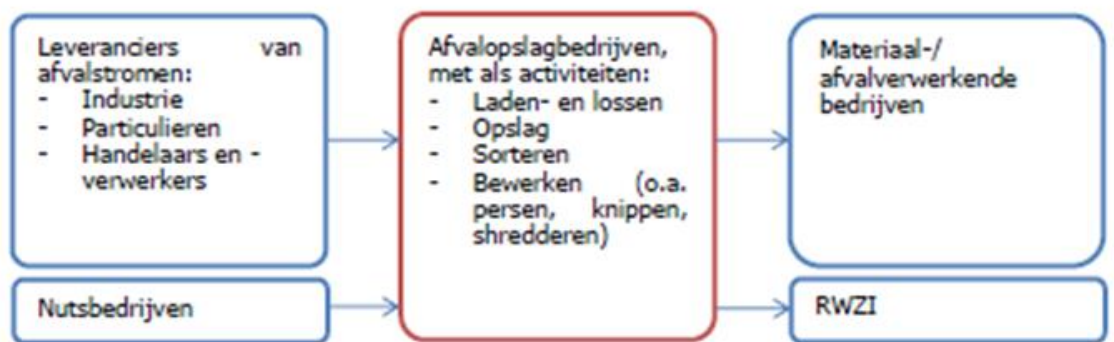 Leveranciers van
afvalstromen:
- Industrie
- Particulieren
- Handelaars en -
verwerkers
Nutsbedrijven
Afvalopslagbedrijven,
met als activiteiten:
- Laden- en lossen
- Opslag
- Sorteren
- Bewerken (o.a.
persen, knippen,
shredderen)
Materiaal-/
afvalverwerkende
bedrijven
RWZI